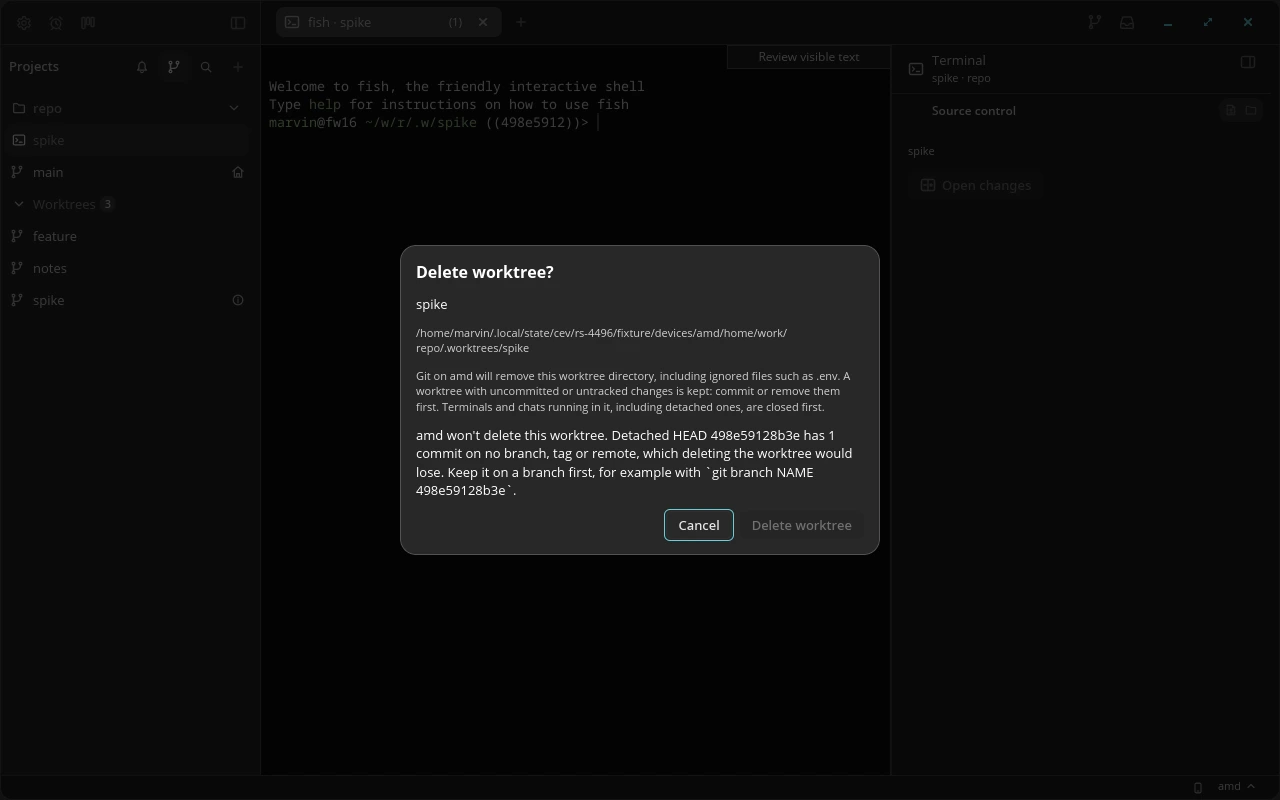 fish · spike (1)
Projects
repo
spike
main
Worktrees 3
feature
notes
spike
Review visible text
Welcome to fish, the friendly interactive shell
Type help for instructions on how to use fish
marvin@fw16 ~/w/r/.w/spike ((498e5912))>
Terminal
spike · repo
Source control
spike
Open changes
Delete worktree?
spike
/home/marvin/.local/state/cev/rs-4496/fixture/devices/amd/home/work/
repo/.worktrees/spike
Git on amd will remove this worktree directory, including ignored files such as .env. A
worktree with uncommitted or untracked changes is kept: commit or remove them
first. Terminals and chats running in it, including detached ones, are closed first.
amd won't delete this worktree. Detached HEAD 498e59128b3e has 1
commit on no branch, tag or remote, which deleting the worktree would
lose. Keep it on a branch first, for example with `git branch NAME
498e59128b3e`.
Cancel
Delete worktree
amd